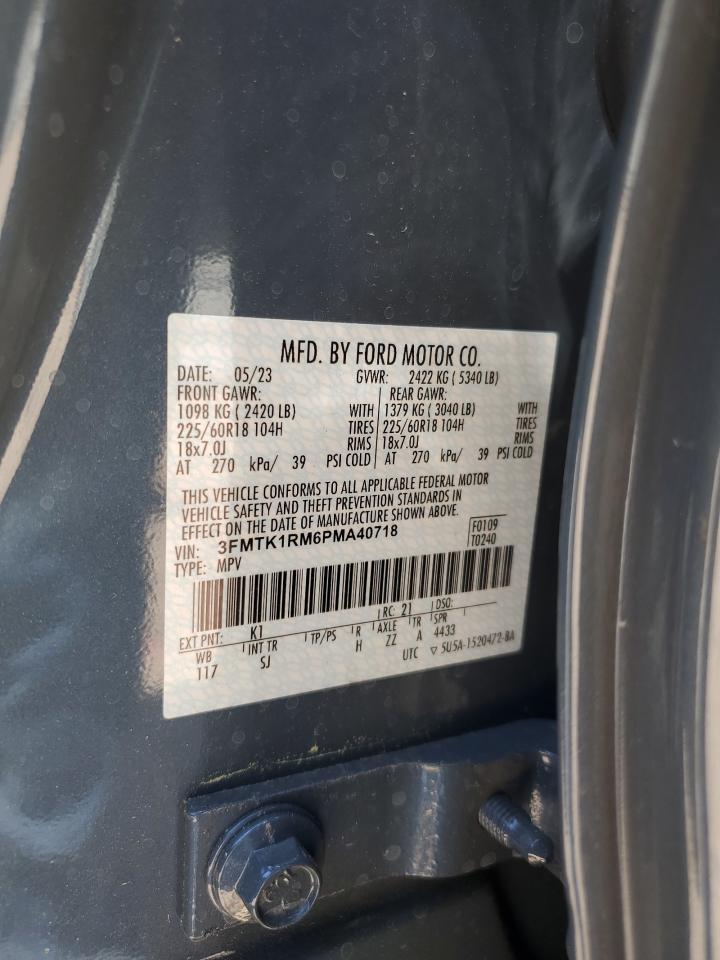 MFD. BY FORD MOTOR CO.
DATE: 05/23 GVWR: 2422 KG ( 5340 LB)
FRONT GAWR: REAR GAWR:
1098 KG ( 2420 LB) WITH 1379 KG ( 3040 LB) WITH
225/60R18 104H TIRES 225/60R18 104H TIRES
18x7.0J RIMS 18x7.0J RIMS
AT 270 kPa/ 39 PSI COLD AT 270 kPa/ 39 PSI COLD
THIS VEHICLE CONFORMS TO ALL APPLICABLE FEDERAL MOTOR
VEHICLE SAFETY AND THEFT PREVENTION STANDARDS IN
EFFECT ON THE DATE OF MANUFACTURE SHOWN ABOVE.
VIN: 3FMTK1RM6PMA40718 F0109
TYPE: MPV T0240
EXT PNT: K1 RC: 21 DSO:
WB INT TR TP/PS R AXLE TR SPR
117 SJ H ZZ A 4433
UTC ▽ 5U5A-1520472-BA